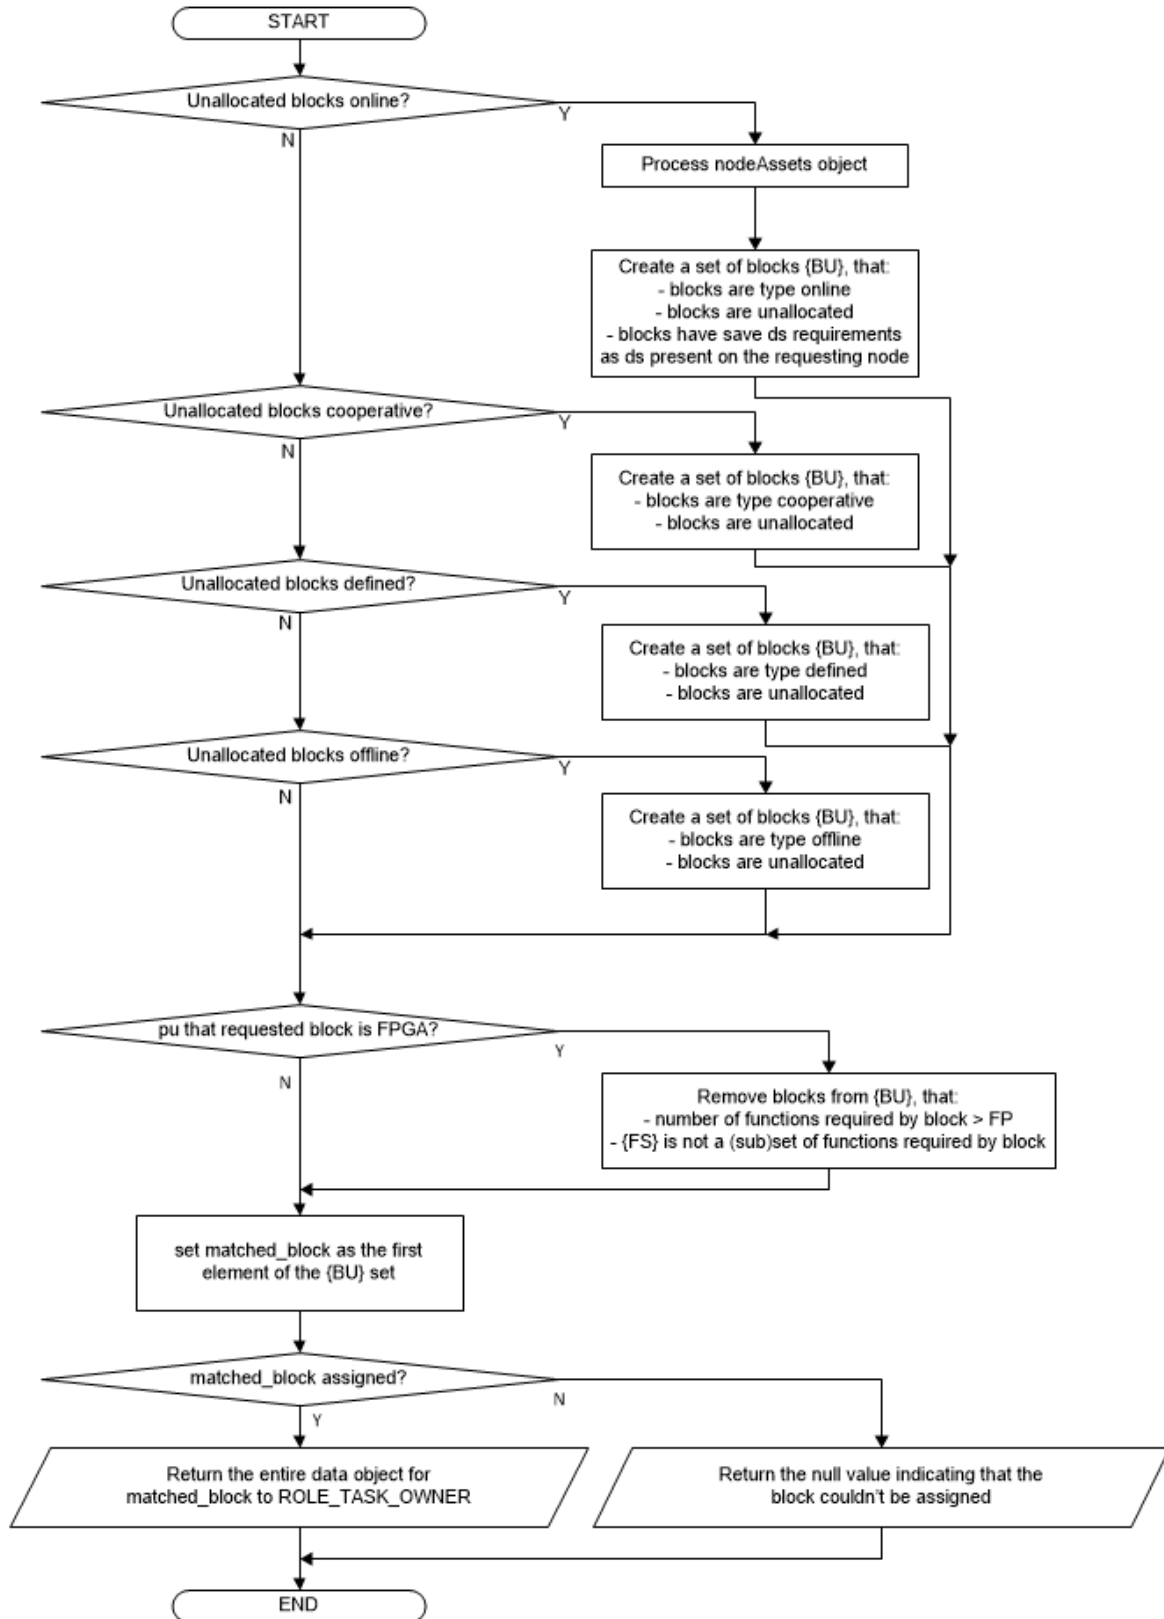 START
Unallocated blocks online?
Y
N
Process nodeAssets object
Create a set of blocks {BU}, that:
- blocks are type online
- blocks are unallocated
- blocks have save ds requirements
as ds present on the requesting node
Unallocated blocks cooperative?
Y
N
Create a set of blocks {BU}, that:
- blocks are type cooperative
- blocks are unallocated
Unallocated blocks defined?
Y
N
Create a set of blocks {BU}, that:
- blocks are type defined
- blocks are unallocated
Unallocated blocks offline?
Y
N
Create a set of blocks {BU}, that:
- blocks are type offline
- blocks are unallocated
pu that requested block is FPGA?
Y
N
Remove blocks from {BU}, that:
- number of functions required by block > FP
- {FS} is not a (sub)set of functions required by block
set matched_block as the first
element of the {BU} set
matched_block assigned?
N
Y
Return the entire data object for
matched_block to ROLE_TASK_OWNER
Return the null value indicating that the
block couldn't be assigned
END